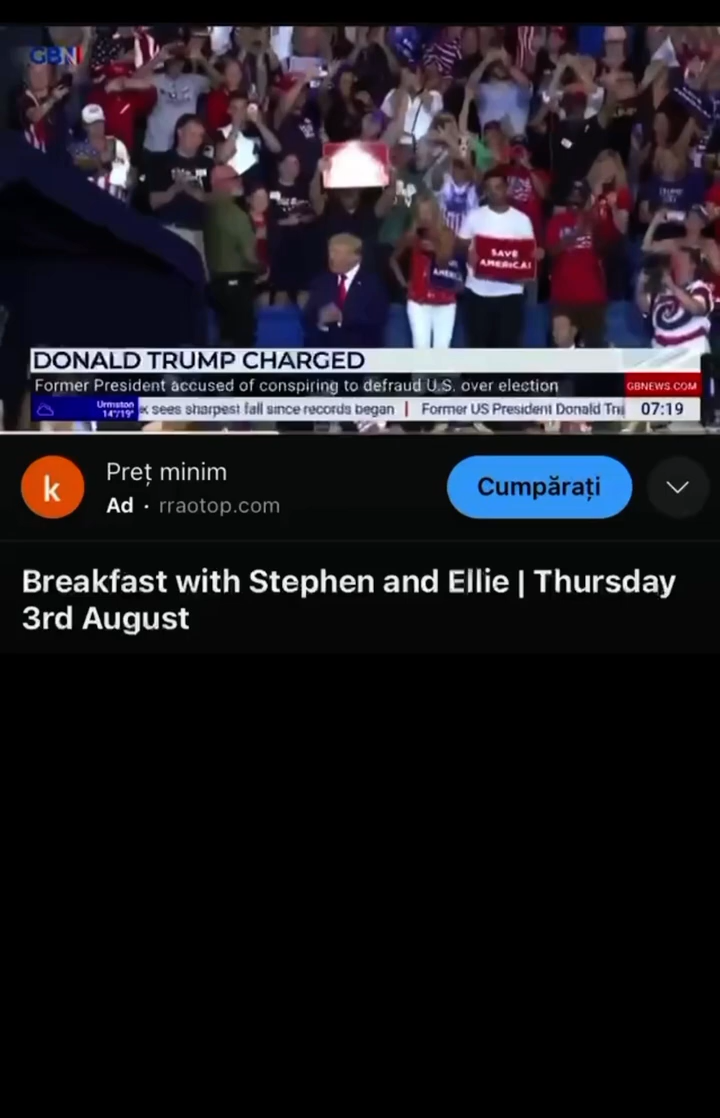 GBN
SAVE
AMERICA!
DONALD TRUMP CHARGED
Former President accused of conspiring to defraud U.S. over election
GBNEWS.COM
Urmston
14°/19°
sees sharpest fall since records began | Former US President Donald
07:19
k
Preț minim
Ad · rraotop.com
Cumpărați
Breakfast with Stephen and Ellie | Thursday
3rd August